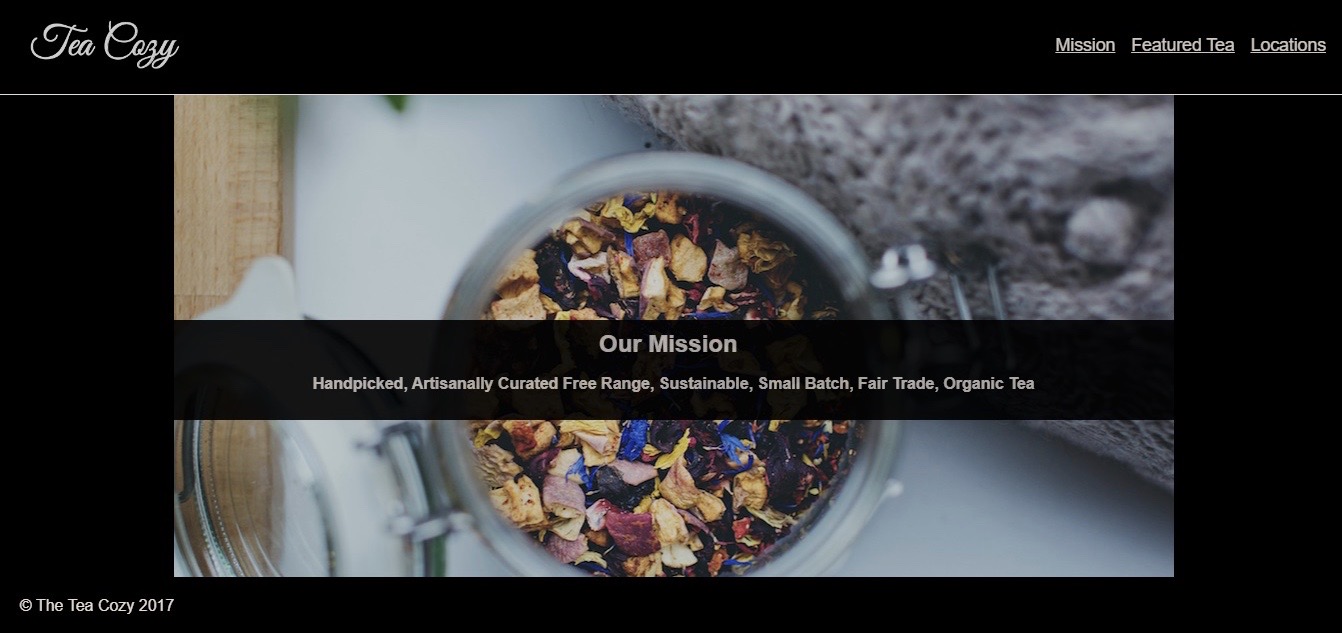 Tea Cozy
Mission Featured Tea Locations
Our Mission
Handpicked, Artisanally Curated Free Range, Sustainable, Small Batch, Fair Trade, Organic Tea
© The Tea Cozy 2017